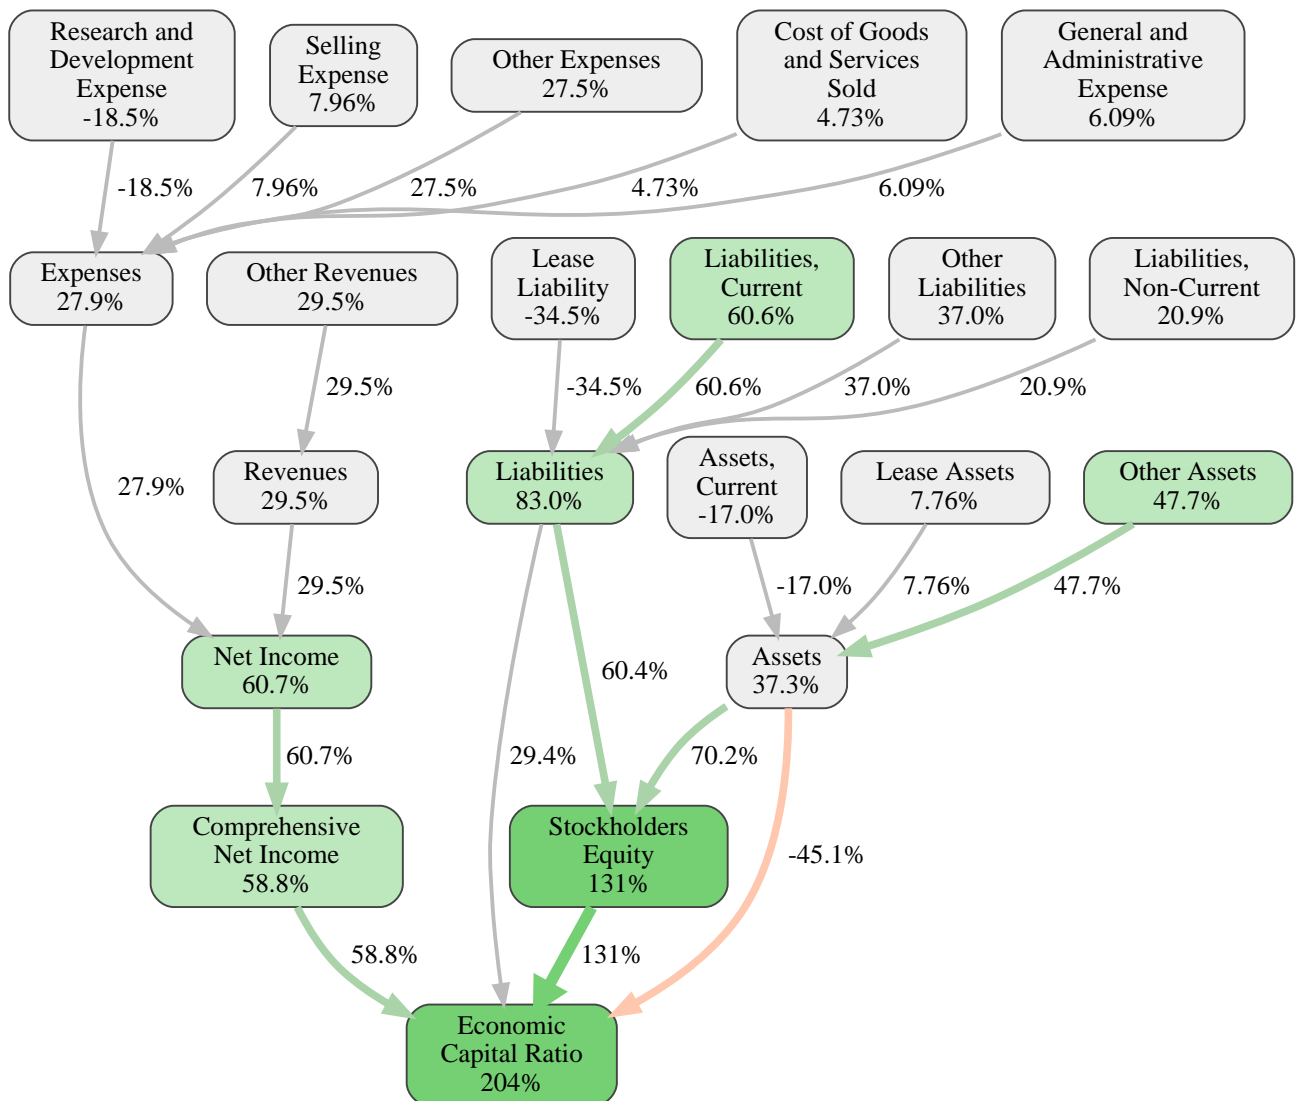 Research and
Development
Expense
-18.5%
Selling
Expense
7.96%
Other Expenses
27.5%
Cost of Goods
and Services
Sold
4.73%
General and
Administrative
Expense
6.09%
-18.5%
7.96%
27.5%
4.73%
6.09%
Expenses
27.9%
Other Revenues
29.5%
Lease
Liability
-34.5%
Liabilities,
Current
60.6%
Other
Liabilities
37.0%
Liabilities,
Non-Current
20.9%
29.5%
-34.5%
60.6%
37.0%
20.9%
27.9%
Revenues
29.5%
Liabilities
83.0%
Assets,
Current
-17.0%
Lease Assets
7.76%
Other Assets
47.7%
29.5%
-17.0%
7.76%
47.7%
Net Income
60.7%
60.4%
Assets
37.3%
60.7%
29.4%
70.2%
Comprehensive
Net Income
58.8%
Stockholders
Equity
131%
-45.1%
58.8%
131%
Economic
Capital Ratio
204%